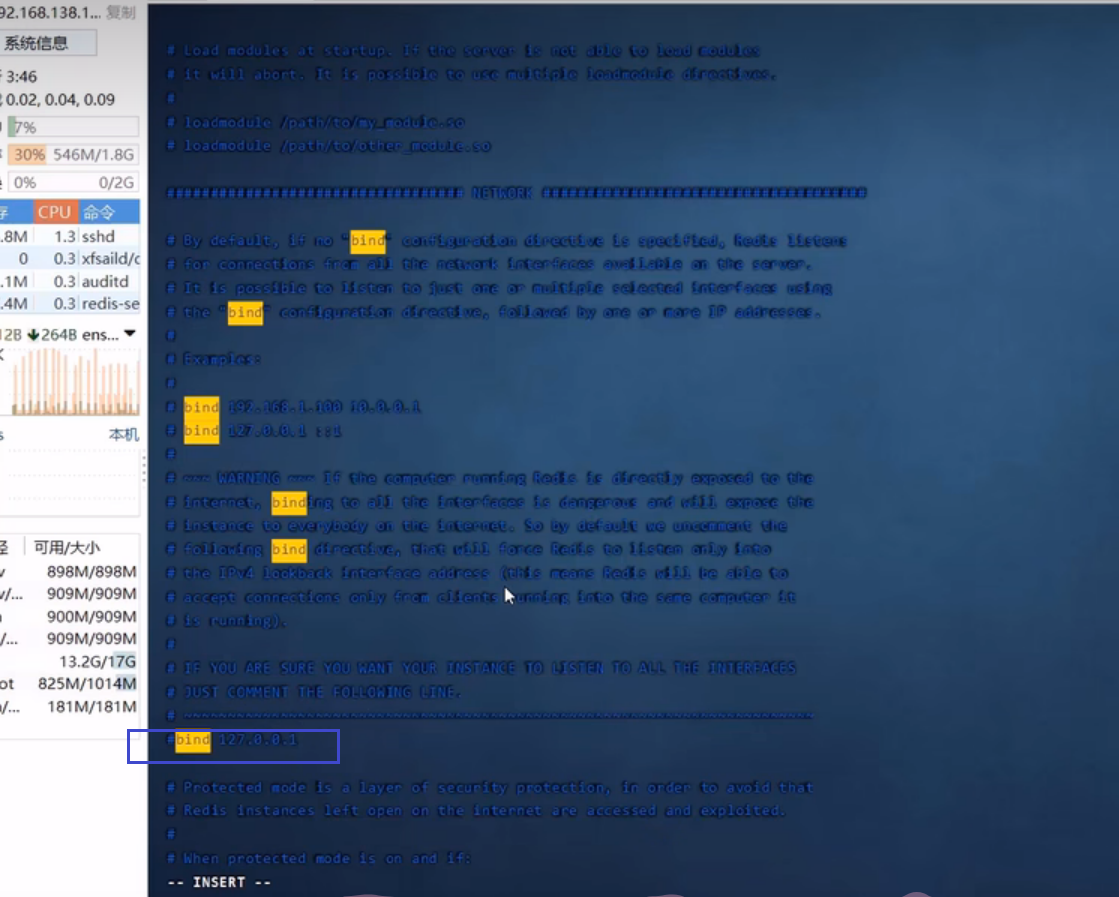 92.168.138.1... 复制
系统信息
3:46
0.02, 0.04, 0.09
7%
30% 546M/1.8G
0% 0/2G
CPU 命令
.8M 1.3 sshd
0 0.3 xfsaild/d
.1M 0.3 auditd
.4M 0.3 redis-se
12B 264B ens...
本机
可用/大小
898M/898M
/... 909M/909M
900M/909M
/... 909M/909M
13.2G/17G
ot 825M/1014M
/... 181M/181M
# Load modules at startup. If the server is not able to load modules
# it will abort. It is possible to use multiple loadmodule directives.
#
# loadmodule /path/to/my_module.so
# loadmodule /path/to/other_module.so
################################## NETWORK #####################################
# By default, if no "bind" configuration directive is specified, Redis listens
# for connections from all the network interfaces available on the server.
# It is possible to listen to just one or multiple selected interfaces using
# the "bind" configuration directive, followed by one or more IP addresses.
#
# Examples:
#
# bind 192.168.1.100 10.0.0.1
# bind 127.0.0.1 ::1
#
# ~~~ WARNING ~~~ If the computer running Redis is directly exposed to the
# internet, binding to all the interfaces is dangerous and will expose the
# instance to everybody on the internet. So by default we uncomment the
# following bind directive, that will force Redis to listen only into
# the IPv4 lookback interface address (this means Redis will be able to
# accept connections only from clients running into the same computer it
# is running).
#
# IF YOU ARE SURE YOU WANT YOUR INSTANCE TO LISTEN TO ALL THE INTERFACES
# JUST COMMENT THE FOLLOWING LINE.
# ~~~~~~~~~~~~~~~~~~~~~~~~~~~~~~~~~~~~~~~~~~~~~~~~~~~~~~~~~~~~~~~~~~~~~~~~
#bind 127.0.0.1
# Protected mode is a layer of security protection, in order to avoid that
# Redis instances left open on the internet are accessed and exploited.
#
# When protected mode is on and if:
-- INSERT --